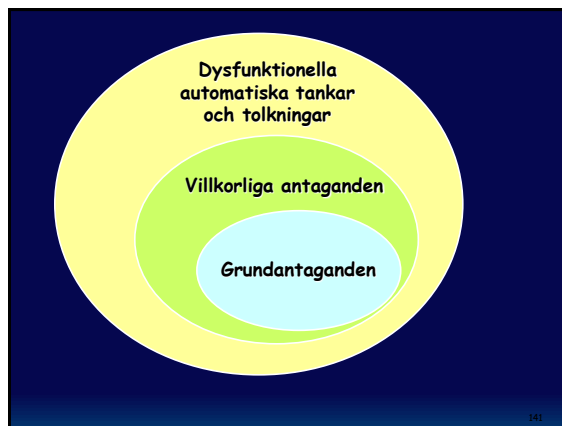 Dysfunktionella
automatiska tankar
och tolkningar
Villkorliga antaganden
Grundantaganden
141